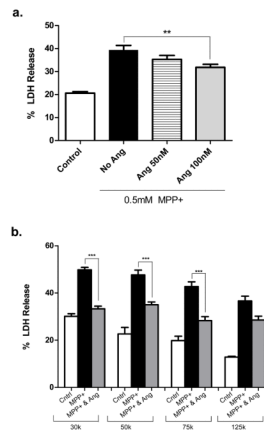 a.
**
50
40
30
20
10
0
% LDH Release
Control
No Ang
Ang 50nM
Ang 100nM
0.5mM MPP+
b.
60
40
20
0
% LDH Release
***
***
***
Cntrl
MPP+
MPP+ & Ang
Cntrl
MPP+
MPP+ & Ang
Cntrl
MPP+
MPP+ & Ang
Cntrl
MPP+
MPP+ & Ang
30k
50k
75k
125k